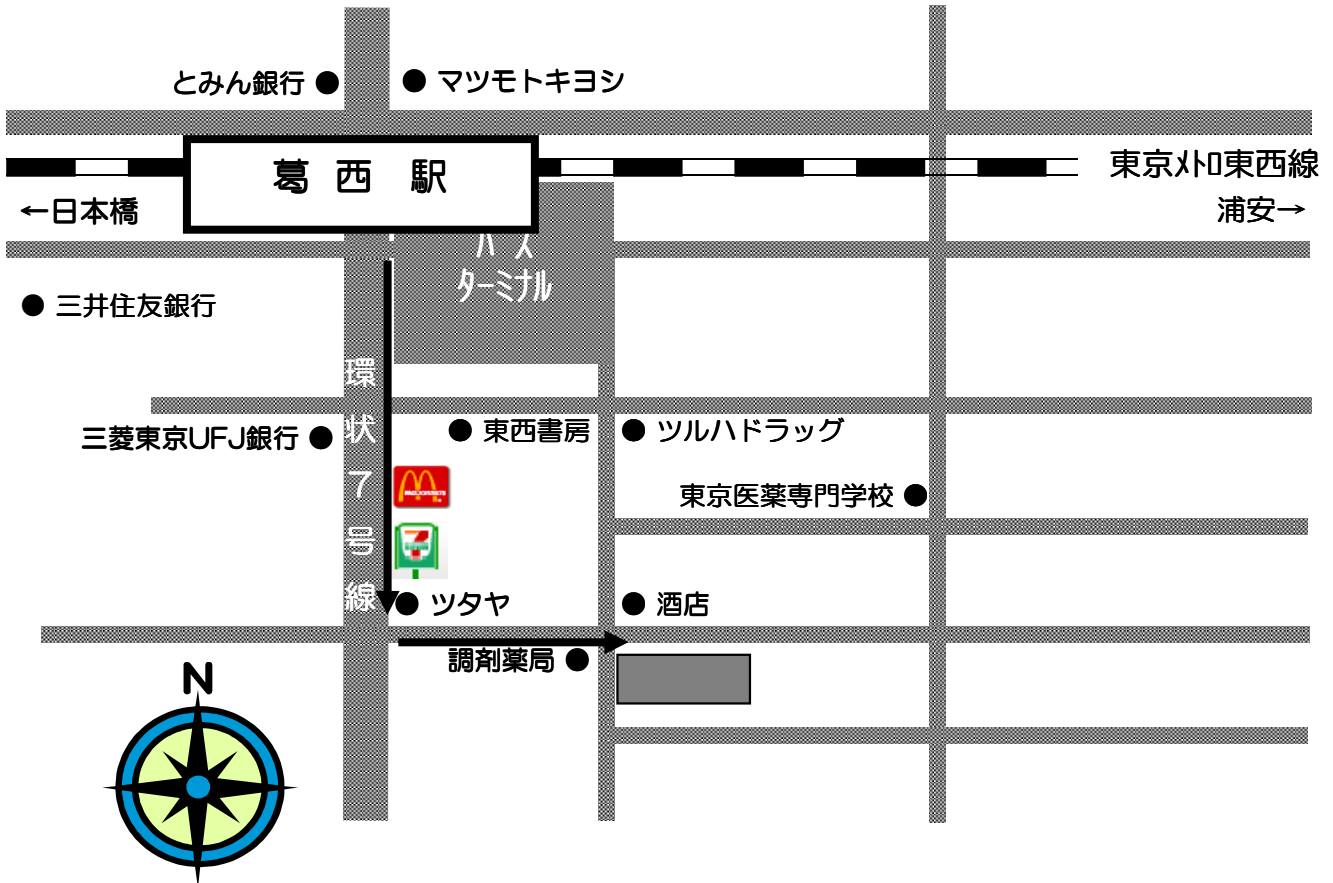 とみん銀行 ● ● マツモトキヨシ
葛西駅
東京メトロ東西線
←日本橋
浦安→
バス
ターミナル
● 三井住友銀行
環状7号線
三菱東京UFJ銀行 ●
● 東西書房
● ツルハドラッグ
東京医薬専門学校 ●
● ツタヤ
● 酒店
調剤薬局 ●
N